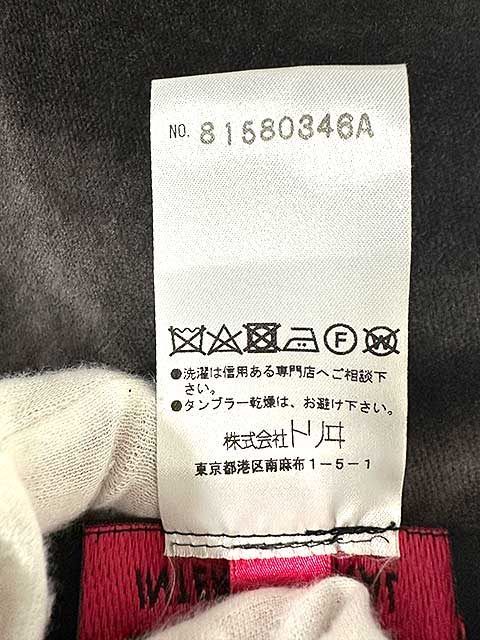 NO. 81580346A
F W
●洗濯は信用ある専門店へご相談下
さい。
●タンブラー乾燥は、お避け下さい。
株式会社トリヰ
東京都港区南麻布1-5-1